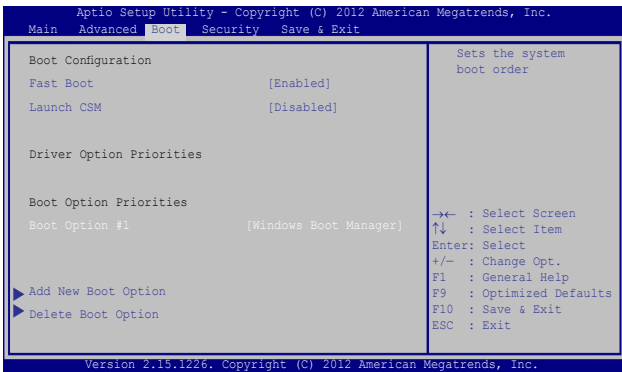 Aptio Setup Utility - Copyright (C) 2012 American Megatrends, Inc.
Main Advanced Boot Security Save & Exit
Boot Configuration
Fast Boot [Enabled]
Launch CSM [Disabled]
Driver Option Priorities
Boot Option Priorities
Boot Option #1 [Windows Boot Manager]
Add New Boot Option
Delete Boot Option
Sets the system
boot order
→← : Select Screen
↑↓ : Select Item
Enter: Select
+/— : Change Opt.
F1 : General Help
F9 : Optimized Defaults
F10 : Save & Exit
ESC : Exit
Version 2.15.1226. Copyright (C) 2012 American Megatrends, Inc.